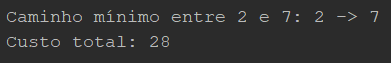 Caminho mínimo entre 2 e 7: 2 -> 7
Custo total: 28